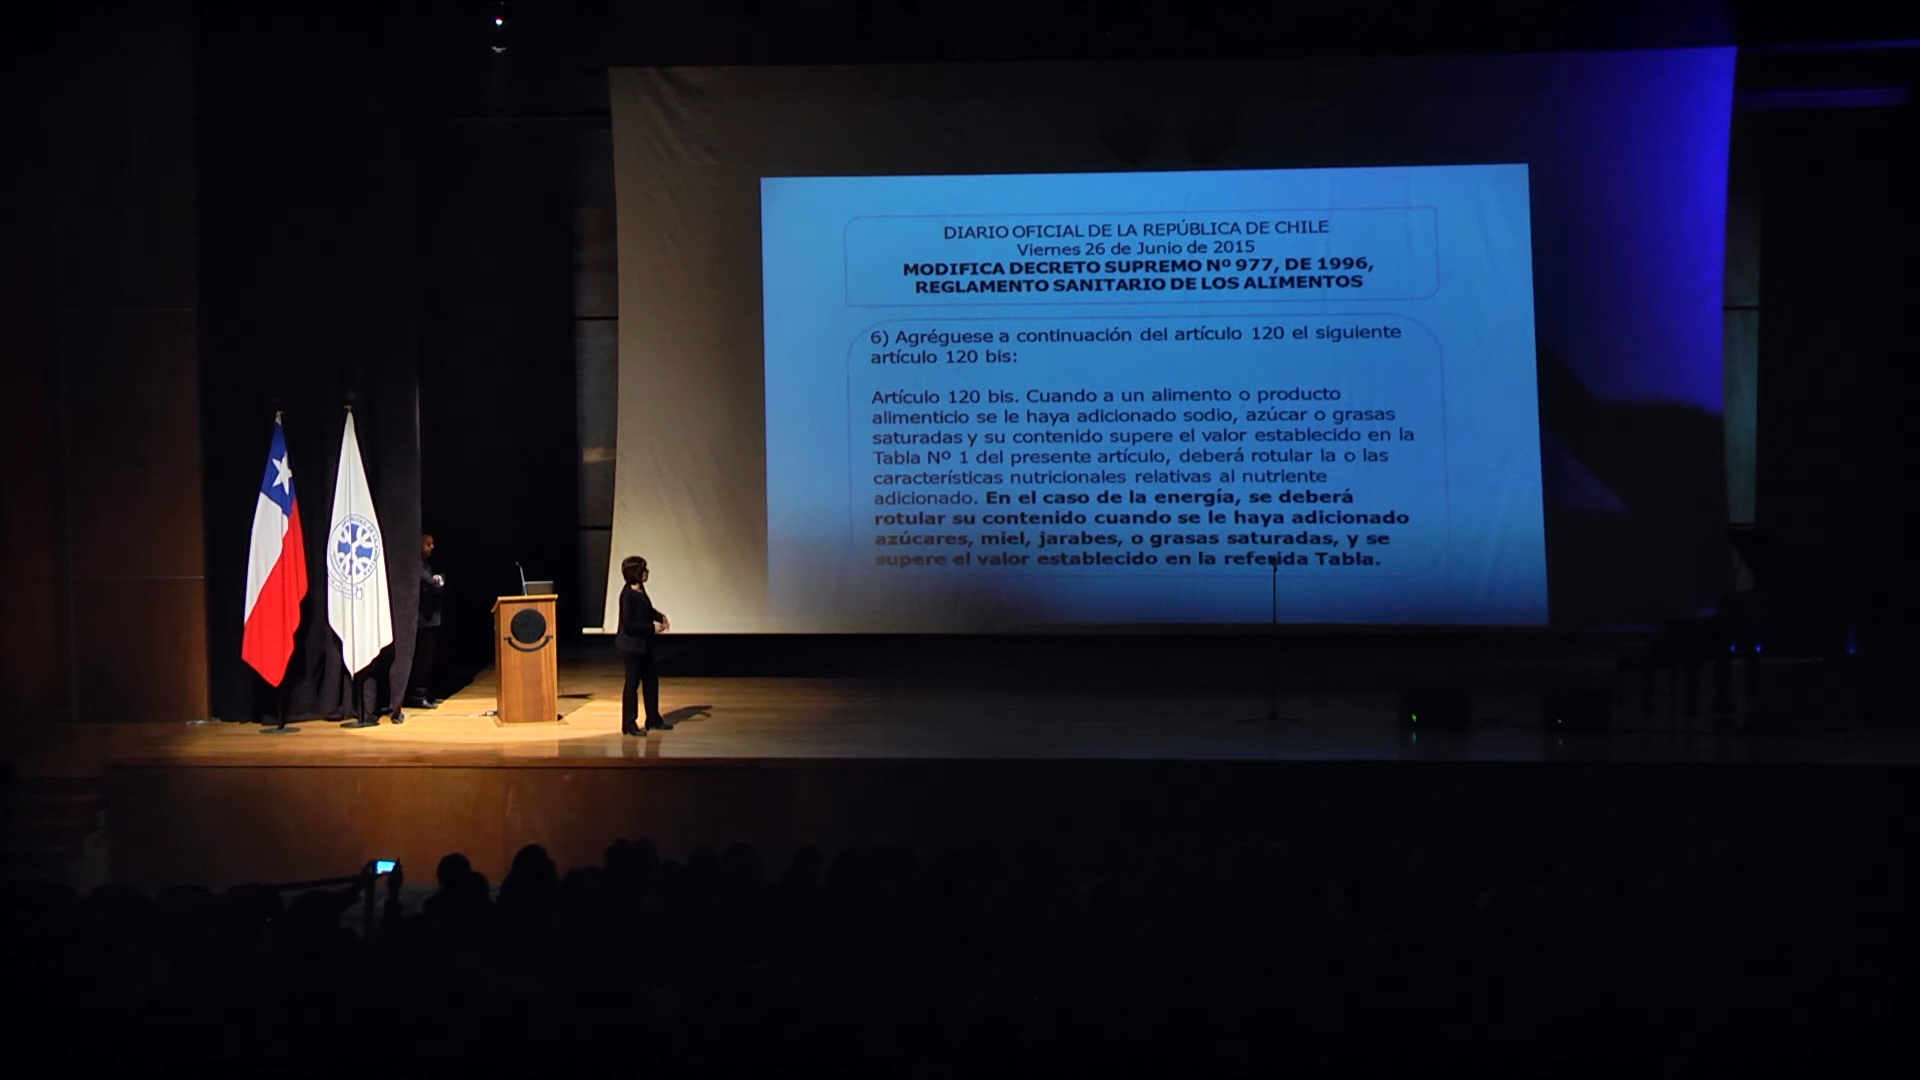 DIARIO OFICIAL DE LA REPÚBLICA DE CHILE
Viernes 26 de Junio de 2015
MODIFICA DECRETO SUPREMO Nº 977, DE 1996,
REGLAMENTO SANITARIO DE LOS ALIMENTOS
6) Agréguese a continuación del artículo 120 el siguiente
artículo 120 bis:
Artículo 120 bis. Cuando a un alimento o producto
alimenticio se le haya adicionado sodio, azúcar o grasas
saturadas y su contenido supere el valor establecido en la
Tabla Nº 1 del presente artículo, deberá rotular la o las
características nutricionales relativas al nutriente
adicionado. En el caso de la energía, se deberá
rotular su contenido cuando se le haya adicionado
azúcares, miel, jarabes, o grasas saturadas, y se
supere el valor establecido en la referida Tabla.